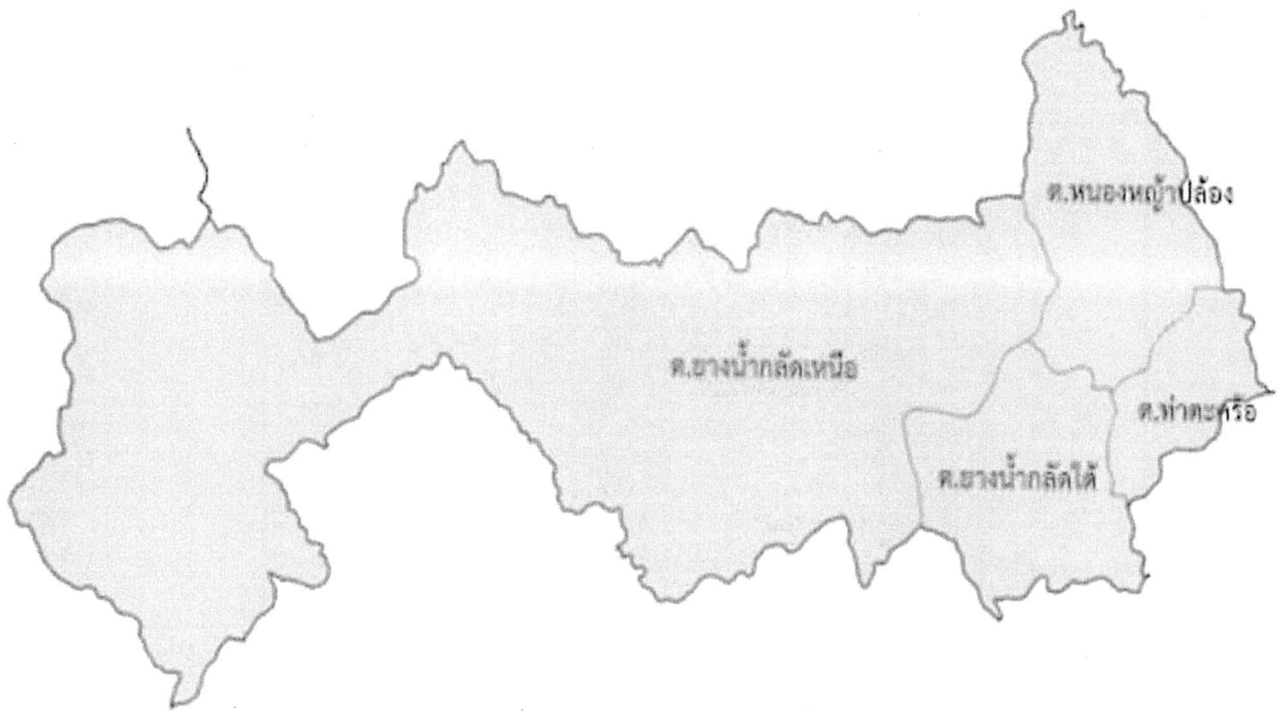 ต.หนองหญ้าปล้อง
ต.ยางน้ำกลัดเหนือ
ต.ท่าตะคร้อ
ต.ยางน้ำกลัดใต้